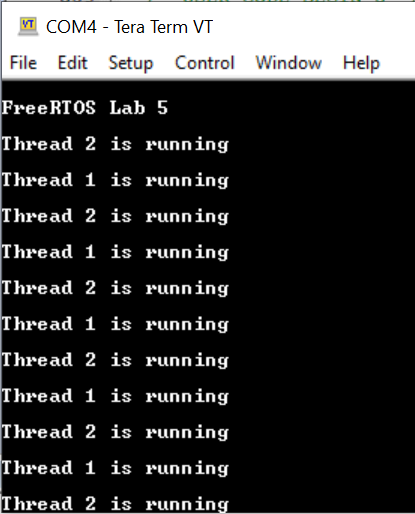 VT
COM4 - Tera Term VT
File Edit Setup Control Window Help
FreeRTOS Lab 5
Thread 2 is running
Thread 1 is running
Thread 2 is running
Thread 1 is running
Thread 2 is running
Thread 1 is running
Thread 2 is running
Thread 1 is running
Thread 2 is running
Thread 1 is running
Thread 2 is running